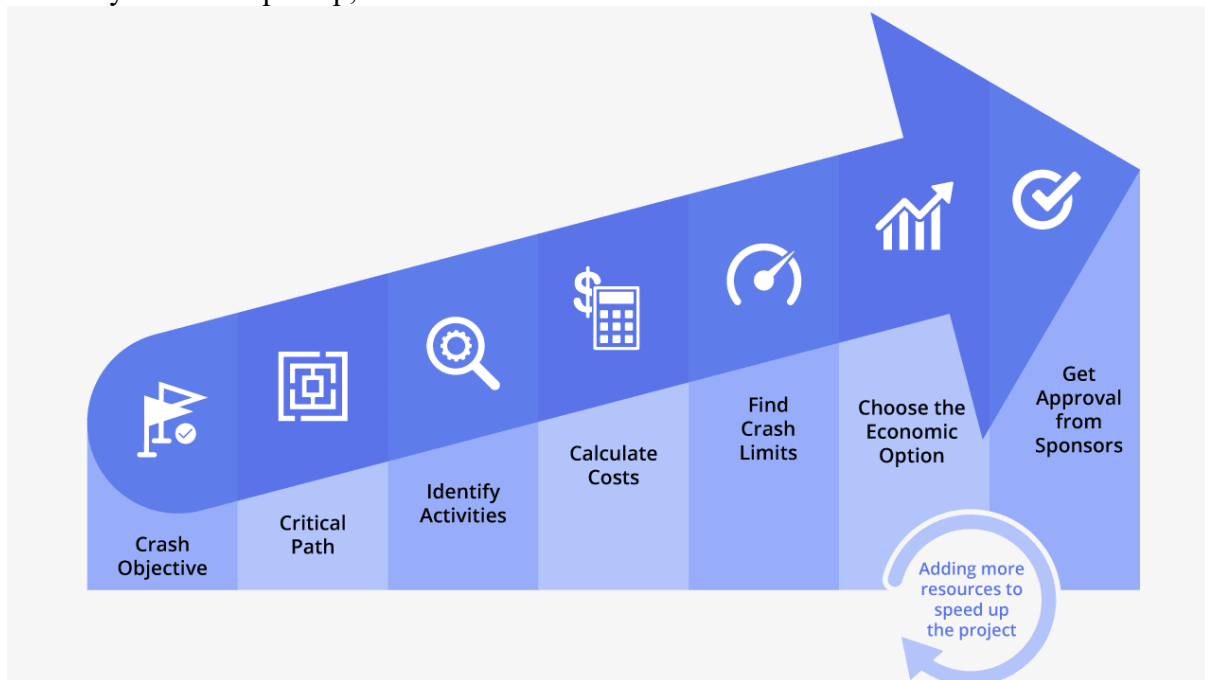 Crash
Objective
Critical
Path
Identify
Activities
Calculate
Costs
Find
Crash
Limits
Choose the
Economic
Option
Get
Approval
from
Sponsors
Adding more
resources to
speed up
the project
$